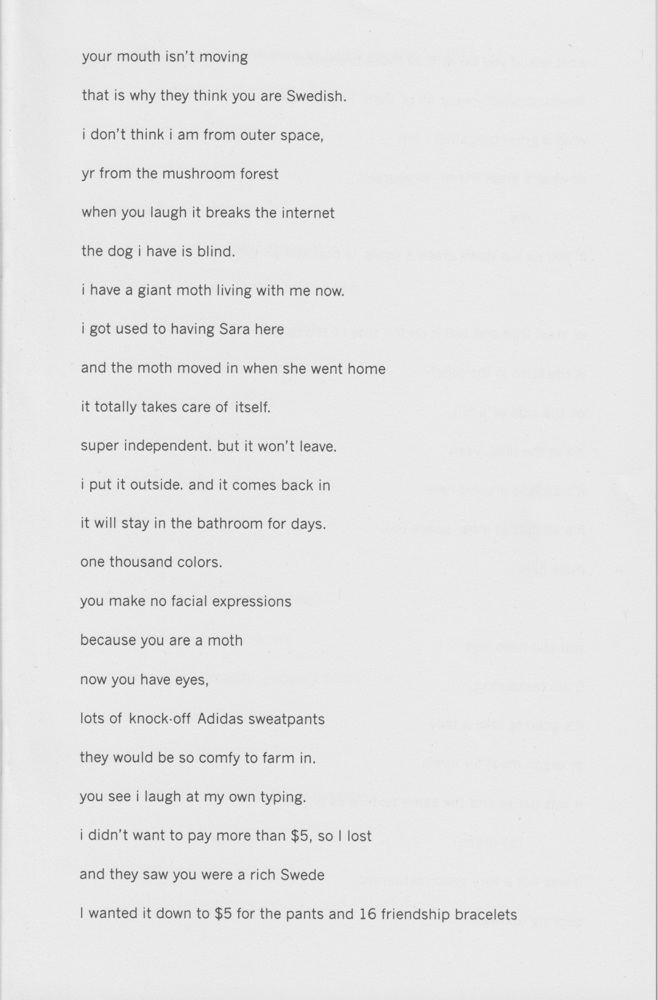 your mouth isn't moving
that is why they think you are Swedish.
i don't think i am from outer space,
yr from the mushroom forest
when you laugh it breaks the internet
the dog i have is blind.
i have a giant moth living with me now.
i got used to having Sara here
and the moth moved in when she went home
it totally takes care of itself.
super independent. but it won't leave.
i put it outside. and it comes back in
it will stay in the bathroom for days.
one thousand colors.
you make no facial expressions
because you are a moth
now you have eyes,
lots of knock-off Adidas sweatpants
they would be so comfy to farm in.
you see i laugh at my own typing.
i didn't want to pay more than $5, so I lost
and they saw you were a rich Swede
I wanted it down to $5 for the pants and 16 friendship bracelets